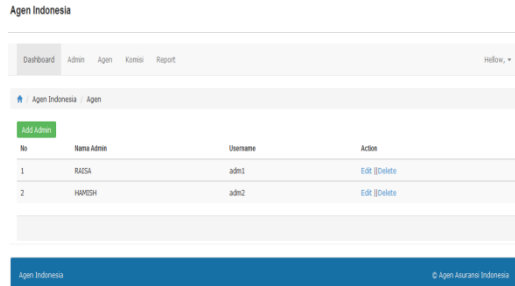 Agen Indonesia
Dashboard Admin Agen Komisi Report Hellow,
/ Agen Indonesia / Agen
Add Admin
No Nama Admin Username Action
1 RAISA adm1 Edit ||Delete
2 HAMISH adm2 Edit ||Delete
Agen Indonesia © Agen Asuransi Indonesia